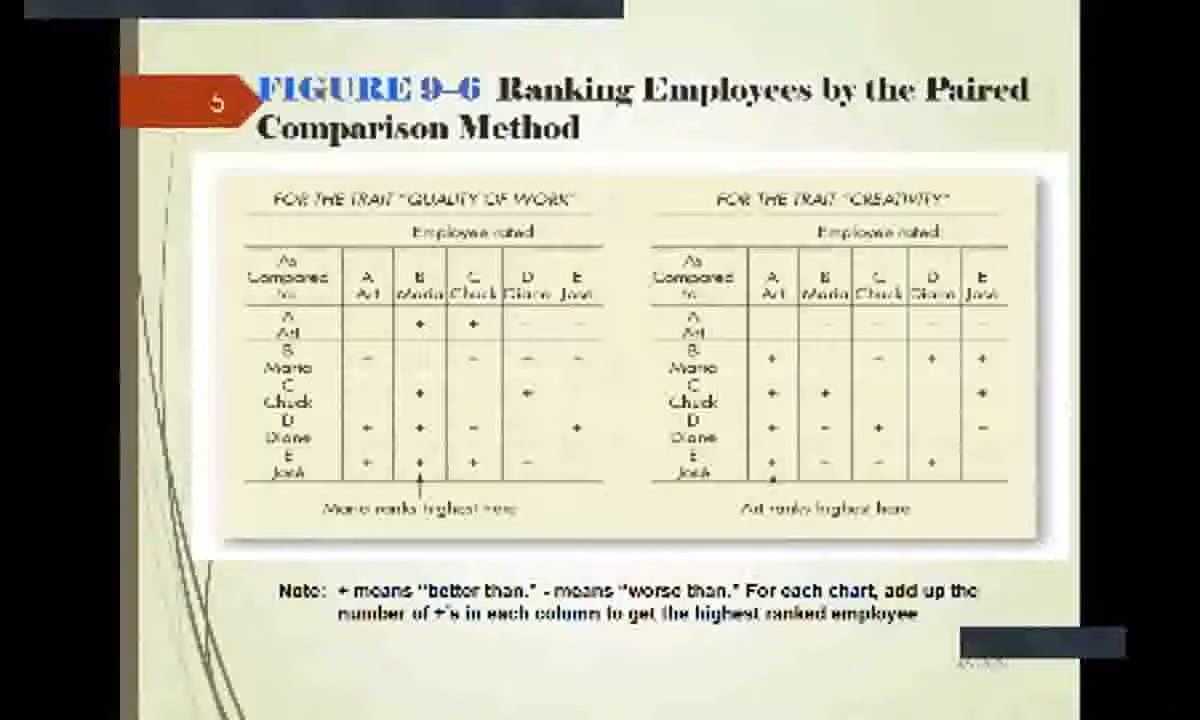 5
FIGURE 9–6 Ranking Employees by the Paired
Comparison Method
FOR THE TRAIT "QUALITY OF WORK"
Employee rated
As
Compared
to:
A B C D E
Art Maria Chuck Diane José
A
Art + + – –
B
Maria – – – –
C
Chuck + +
D
Diane + + – +
E
José + + + –
Maria ranks highest here
FOR THE TRAIT "CREATIVITY"
Employee rated
As
Compared
to:
A B C D E
Art Maria Chuck Diane José
A
Art – – – –
B
Maria + – + +
C
Chuck + + +
D
Diane + – + –
E
José + – – +
Art ranks highest here
Note: + means "better than." - means "worse than." For each chart, add up the
number of +'s in each column to get the highest ranked employee